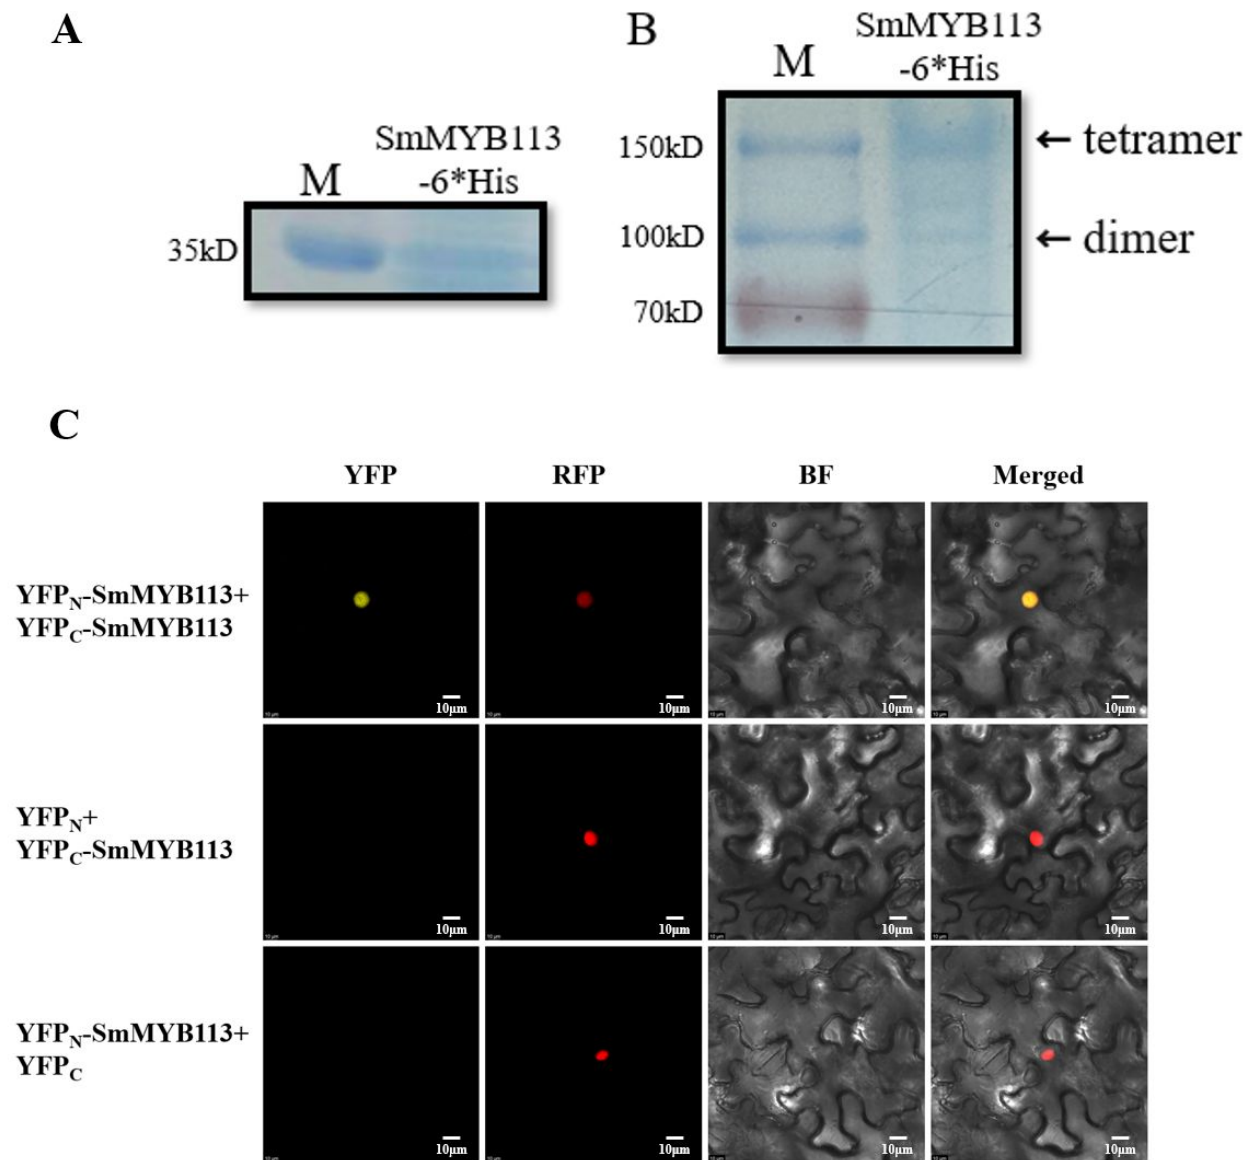 A
M
SmMYB113
-6*His
35kD
B
M
SmMYB113
-6*His
150kD
100kD
70kD
← tetramer
← dimer
C
YFP
RFP
BF
Merged
YFPN-SmMYB113+
YFPC-SmMYB113
10μm
10μm
10μm
10μm
YFPN+
YFPC-SmMYB113
10μm
10μm
10μm
10μm
YFPN-SmMYB113+
YFPC
10μm
10μm
10μm
10μm